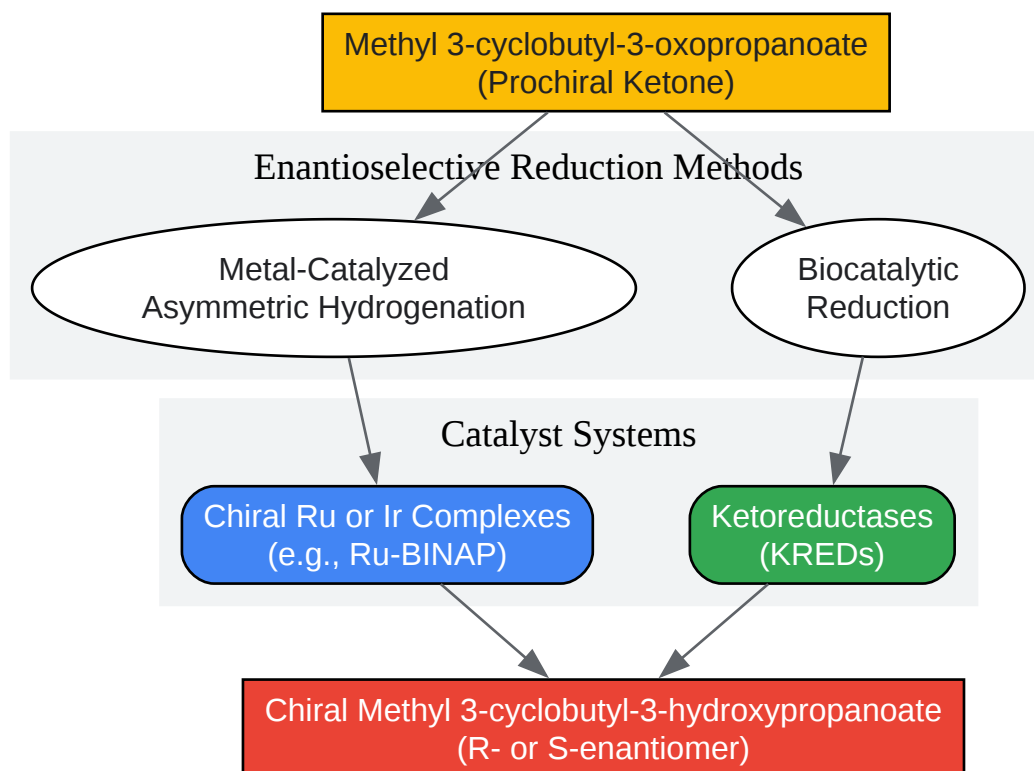 Methyl 3-cyclobutyl-3-oxopropanoate
(Prochiral Ketone)
Enantioselective Reduction Methods
Metal-Catalyzed
Asymmetric Hydrogenation
Biocatalytic
Reduction
Catalyst Systems
Chiral Ru or Ir Complexes
(e.g., Ru-BINAP)
Ketoreductases
(KREDs)
Chiral Methyl 3-cyclobutyl-3-hydroxypropanoate
(R- or S-enantiomer)